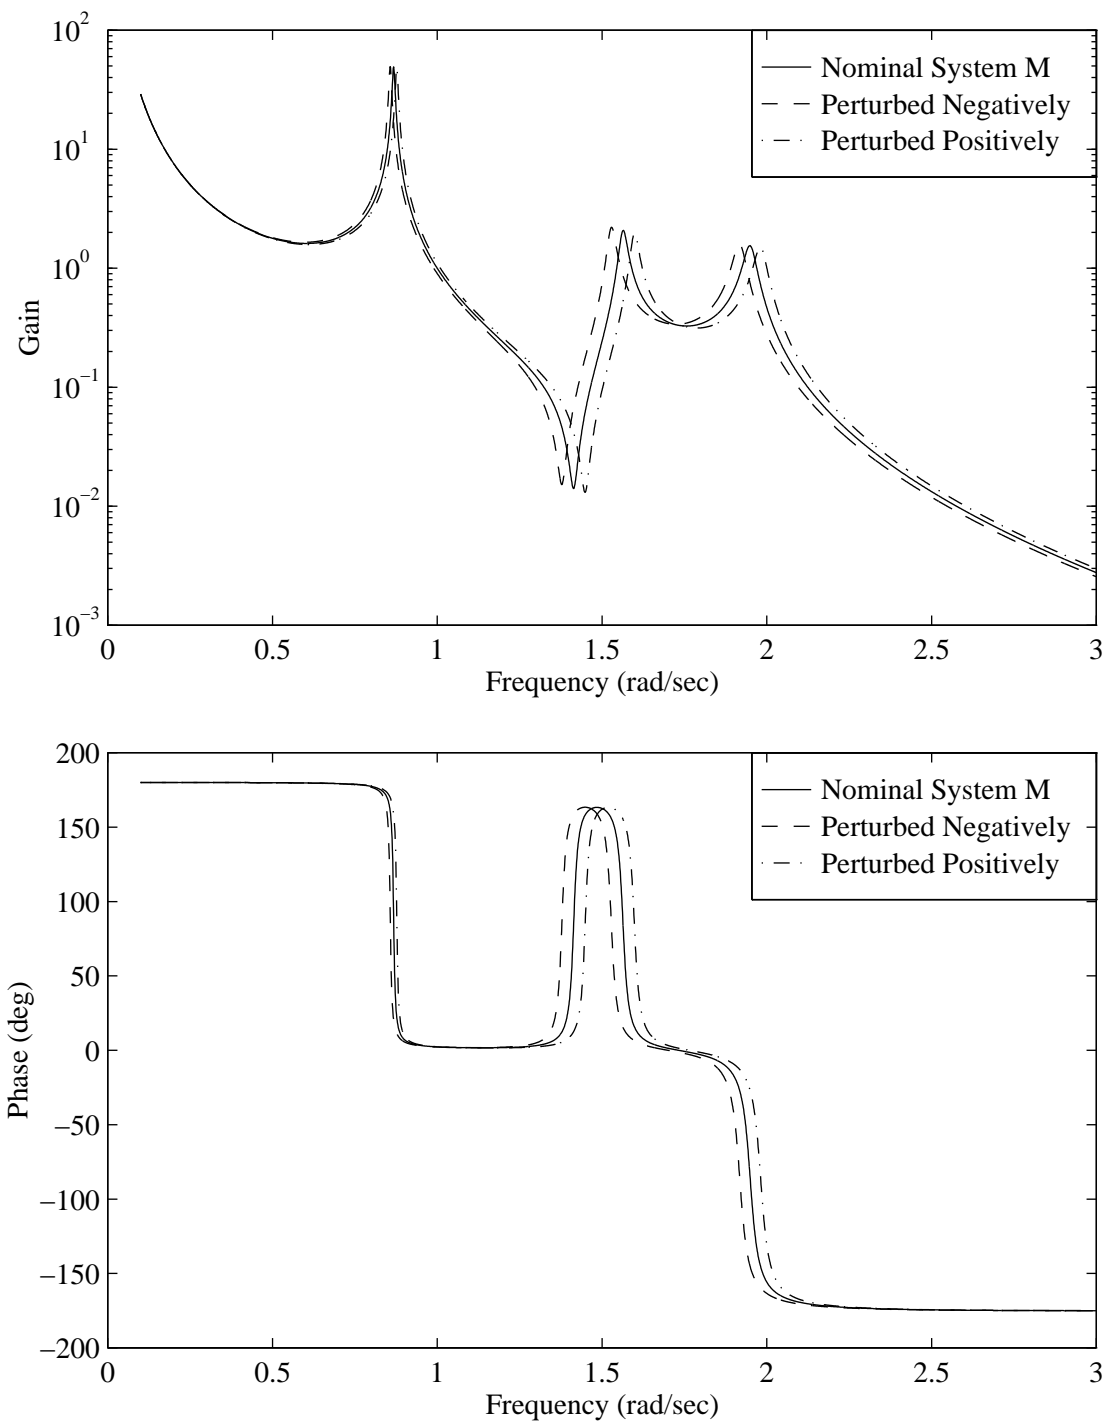 10^2
10^1
10^0
10^−1
10^−2
10^−3
Gain
Nominal System M
Perturbed Negatively
Perturbed Positively
0 0.5 1 1.5 2 2.5 3
Frequency (rad/sec)
200
150
100
50
0
−50
−100
−150
−200
Phase (deg)
Nominal System M
Perturbed Negatively
Perturbed Positively
0 0.5 1 1.5 2 2.5 3
Frequency (rad/sec)